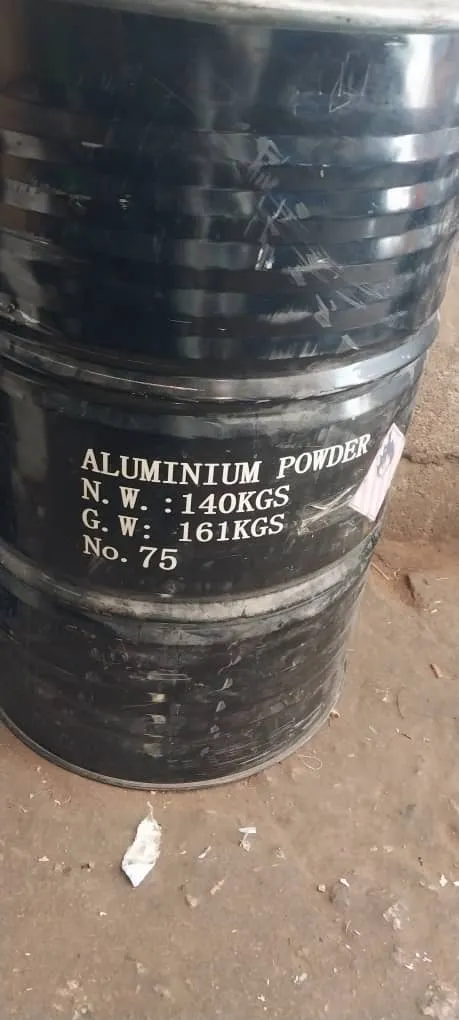 ALUMINIUM POWDER
N. W. : 140KGS
G. W: 161KGS
No. 75